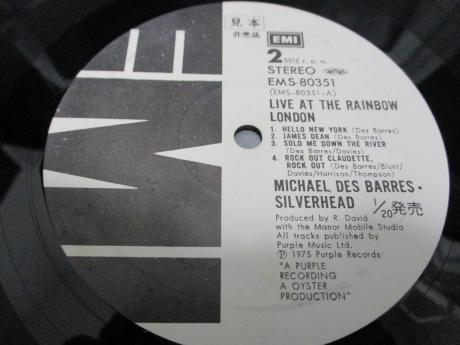 見本
非売品
EMI
2 33⅓ r. p. m.
STEREO
EMS-80351
(EMS-80351-A)
LIVE AT THE RAINBOW
LONDON
1. HELLO NEW YORK (Des Barres)
2. JAMES DEAN (Des Barres)
3. SOLD ME DOWN THE RIVER
(Des Barres/Davies)
4. ROCK OUT CLAUDETTE,
ROCK OUT (Des Barres/Blunt/
Davies/Harrison/Thompson)
MICHAEL DES BARRES・
SILVERHEAD 1/20発売
Produced by R. David
with the Manor Mobile Studio
All tracks published by
Purple Music Ltd.
Ⓟ 1975 Purple Records
"A PURPLE
RECORDING
A OYSTER
PRODUCTION"